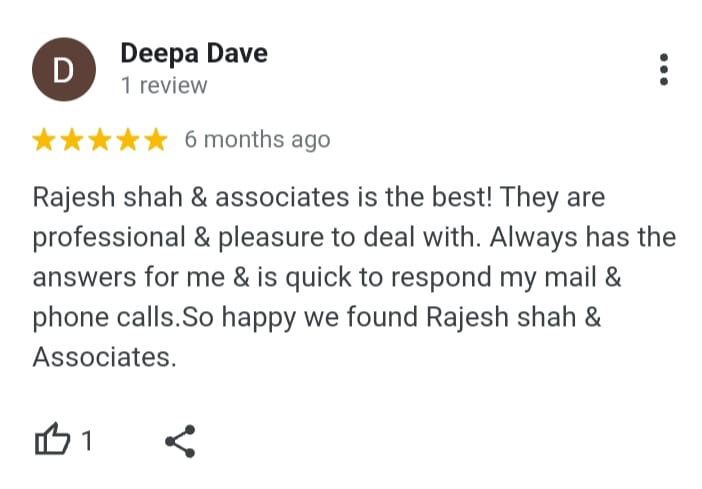 D
Deepa Dave
1 review
6 months ago
Rajesh shah & associates is the best! They are
professional & pleasure to deal with. Always has the
answers for me & is quick to respond my mail &
phone calls.So happy we found Rajesh shah &
Associates.
1